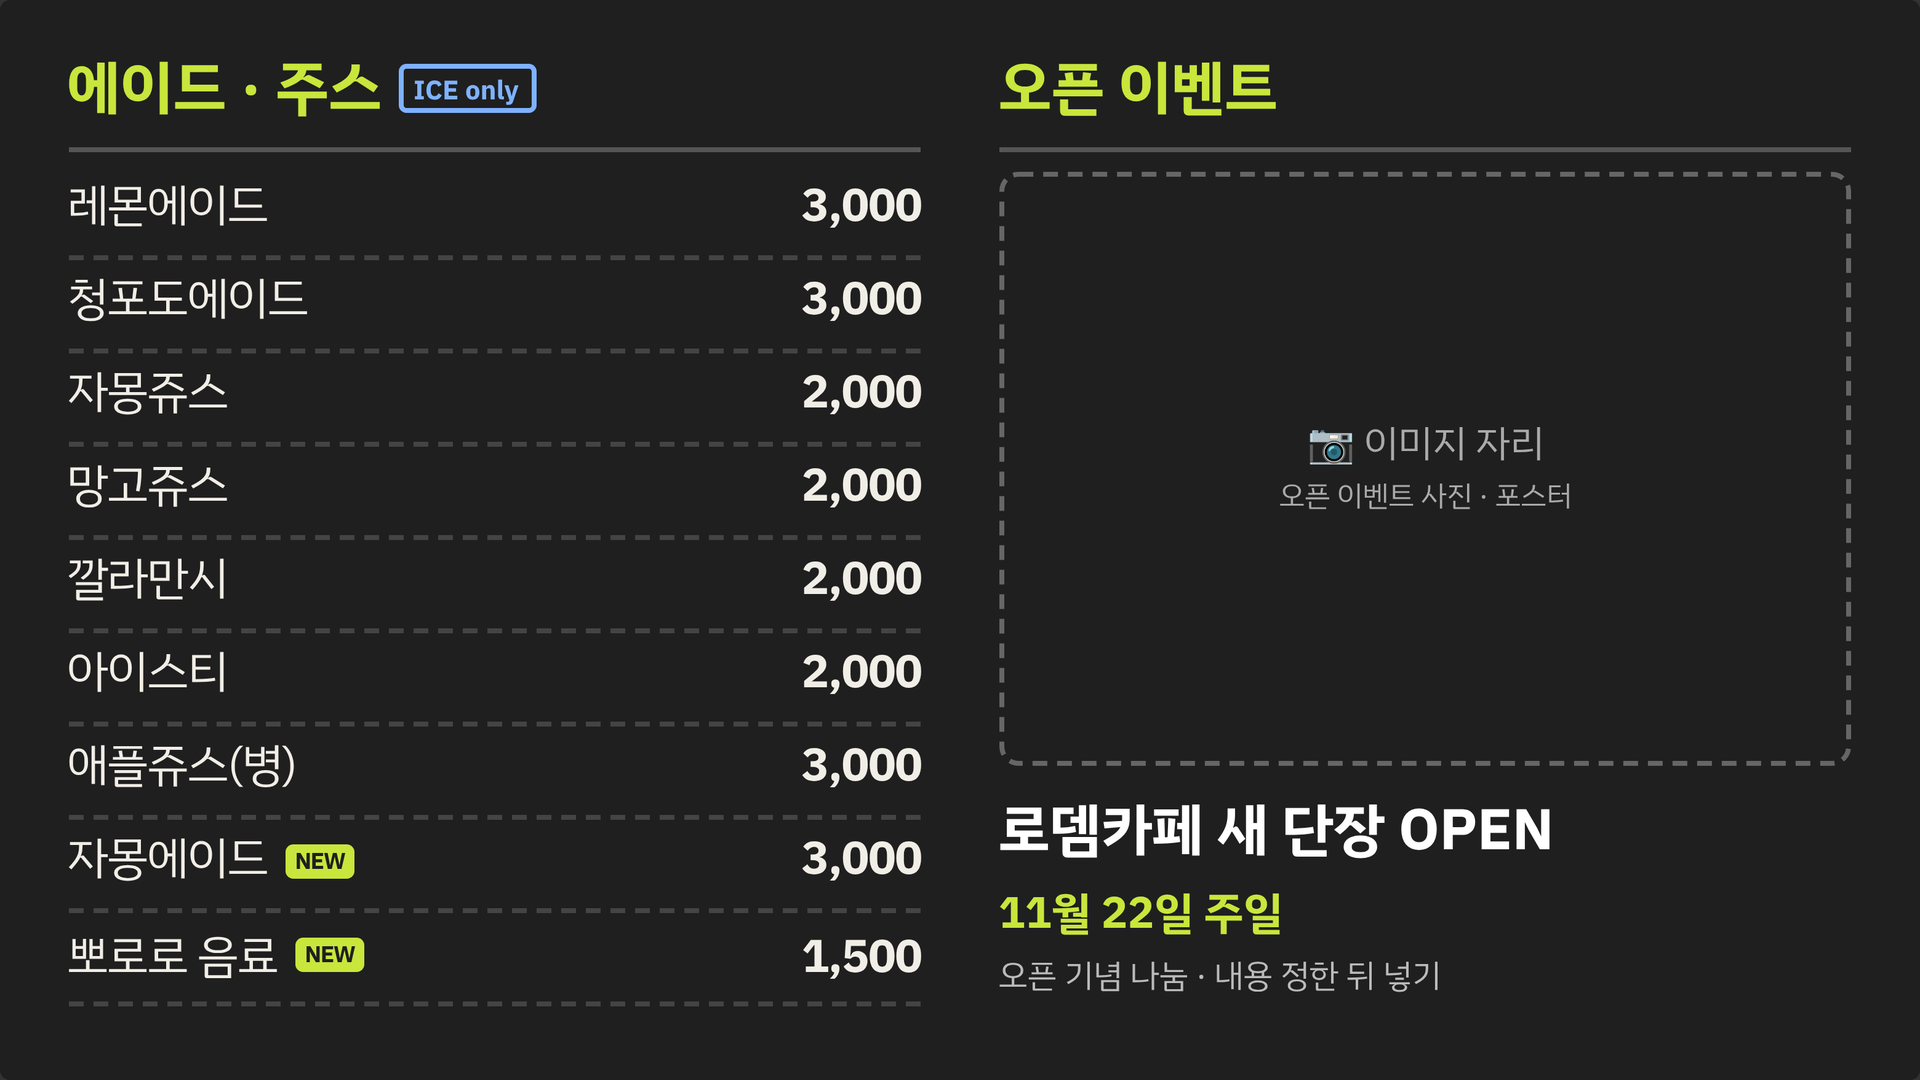 에이드 · 주스 ICE only
레몬에이드 3,000
청포도에이드 3,000
자몽쥬스 2,000
망고쥬스 2,000
깔라만시 2,000
아이스티 2,000
애플쥬스(병) 3,000
자몽에이드 NEW 3,000
뽀로로 음료 NEW 1,500
오픈 이벤트
이미지 자리
오픈 이벤트 사진 · 포스터
로뎀카페 새 단장 OPEN
11월 22일 주일
오픈 기념 나눔 · 내용 정한 뒤 넣기